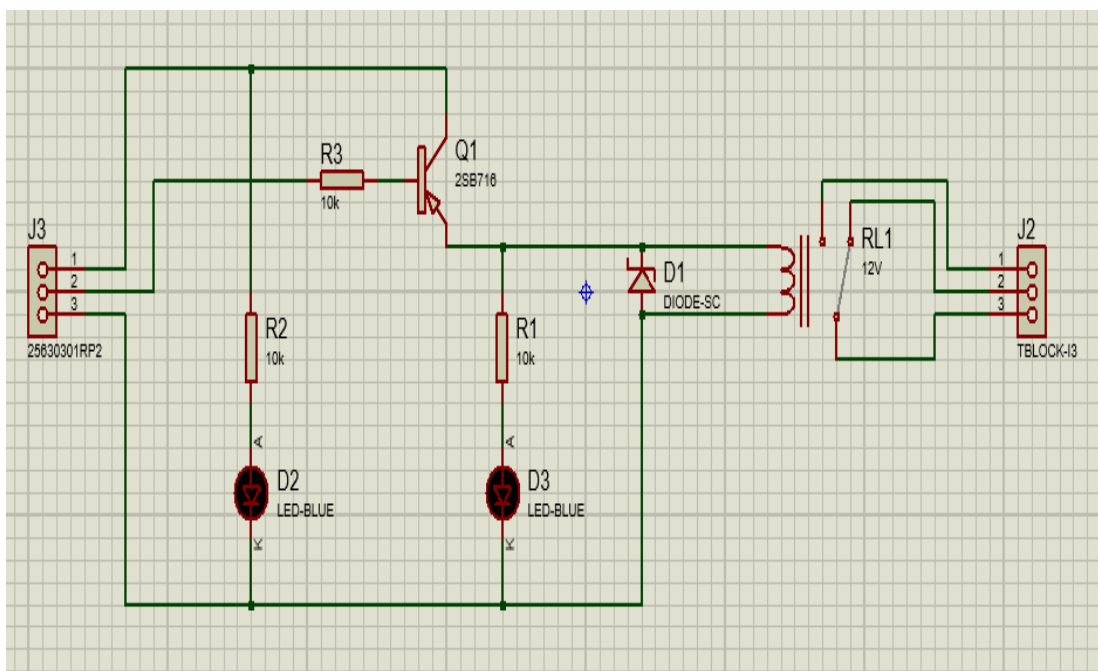 J3
1
2
3
25630301RP2
R3
10k
Q1
2SB716
R2
10k
A
D2
LED-BLUE
K
R1
10k
A
D3
LED-BLUE
K
D1
DIODE-SC
RL1
12V
J2
1
2
3
TBLOCK-I3